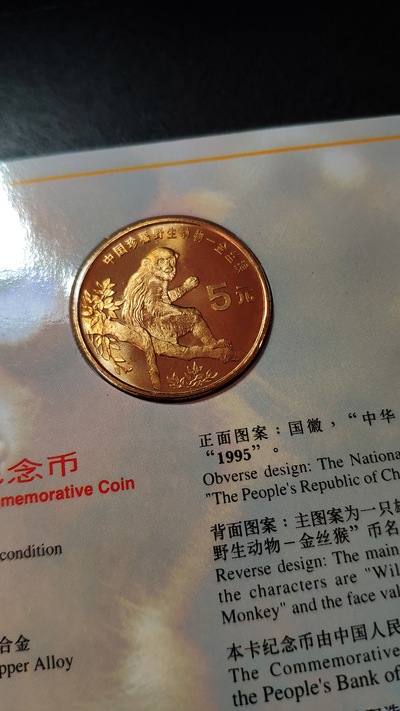 中国珍稀野生动物—金丝猴
5元
念币
memorative Coin
condition
合金
pper Alloy
正面图案：国徽，“中华
“1995”。
Obverse design: The Nationa
"The People's Republic of Ch
背面图案：主图案为一只
野生动物－金丝猴”币名
Reverse design: The main
the characters are "Wil
Monkey" and the face val
本卡纪念币由中国人民
The Commemorative
the People's Bank of